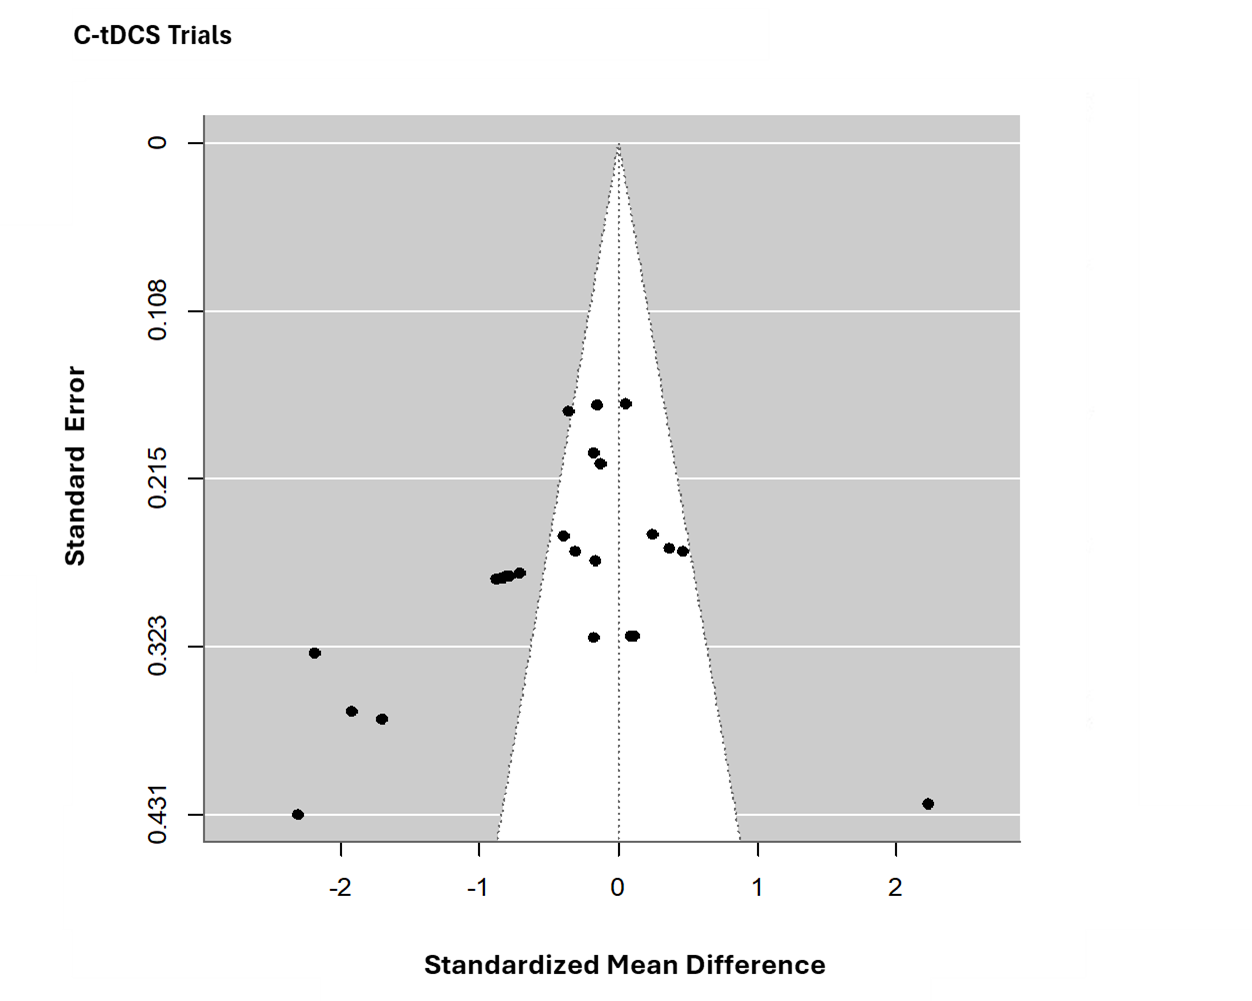 C-tDCS Trials
0
0.108
0.215
0.323
0.431
Standard Error
-2 -1 0 1 2
Standardized Mean Difference